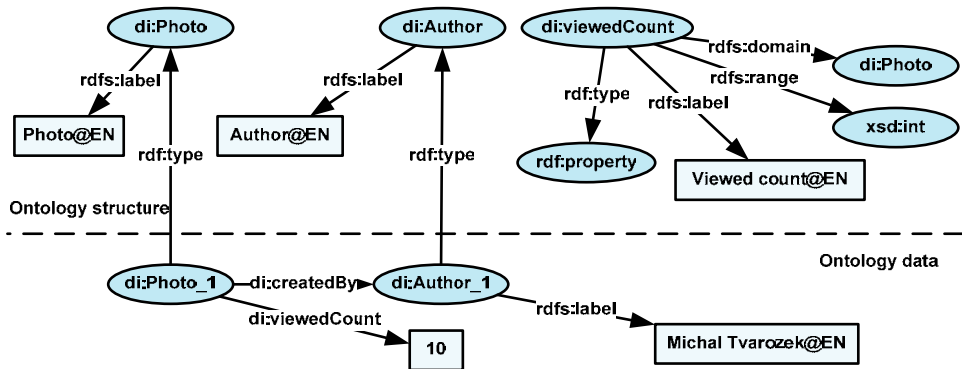 di:Photo
di:Author
di:viewedCount
rdfs:domain
di:Photo
rdfs:label
rdfs:label
rdfs:range
rdf:type
rdfs:label
Photo@EN
Author@EN
xsd:int
rdf:type
rdf:type
rdf:property
Viewed count@EN
Ontology structure
Ontology data
di:Photo_1
di:createdBy
di:Author_1
rdfs:label
di:viewedCount
10
Michal Tvarozek@EN